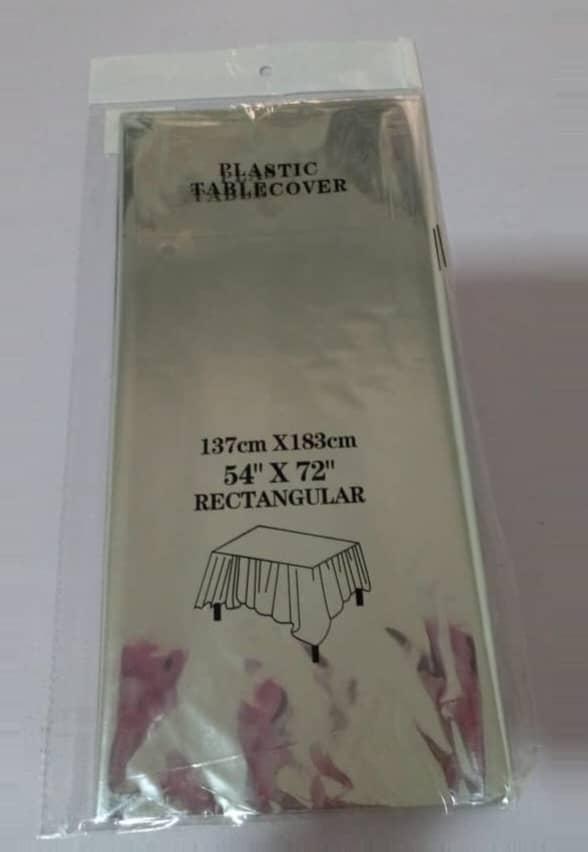 PLASTIC
TABLECOVER
137cm X183cm
54" X 72"
RECTANGULAR